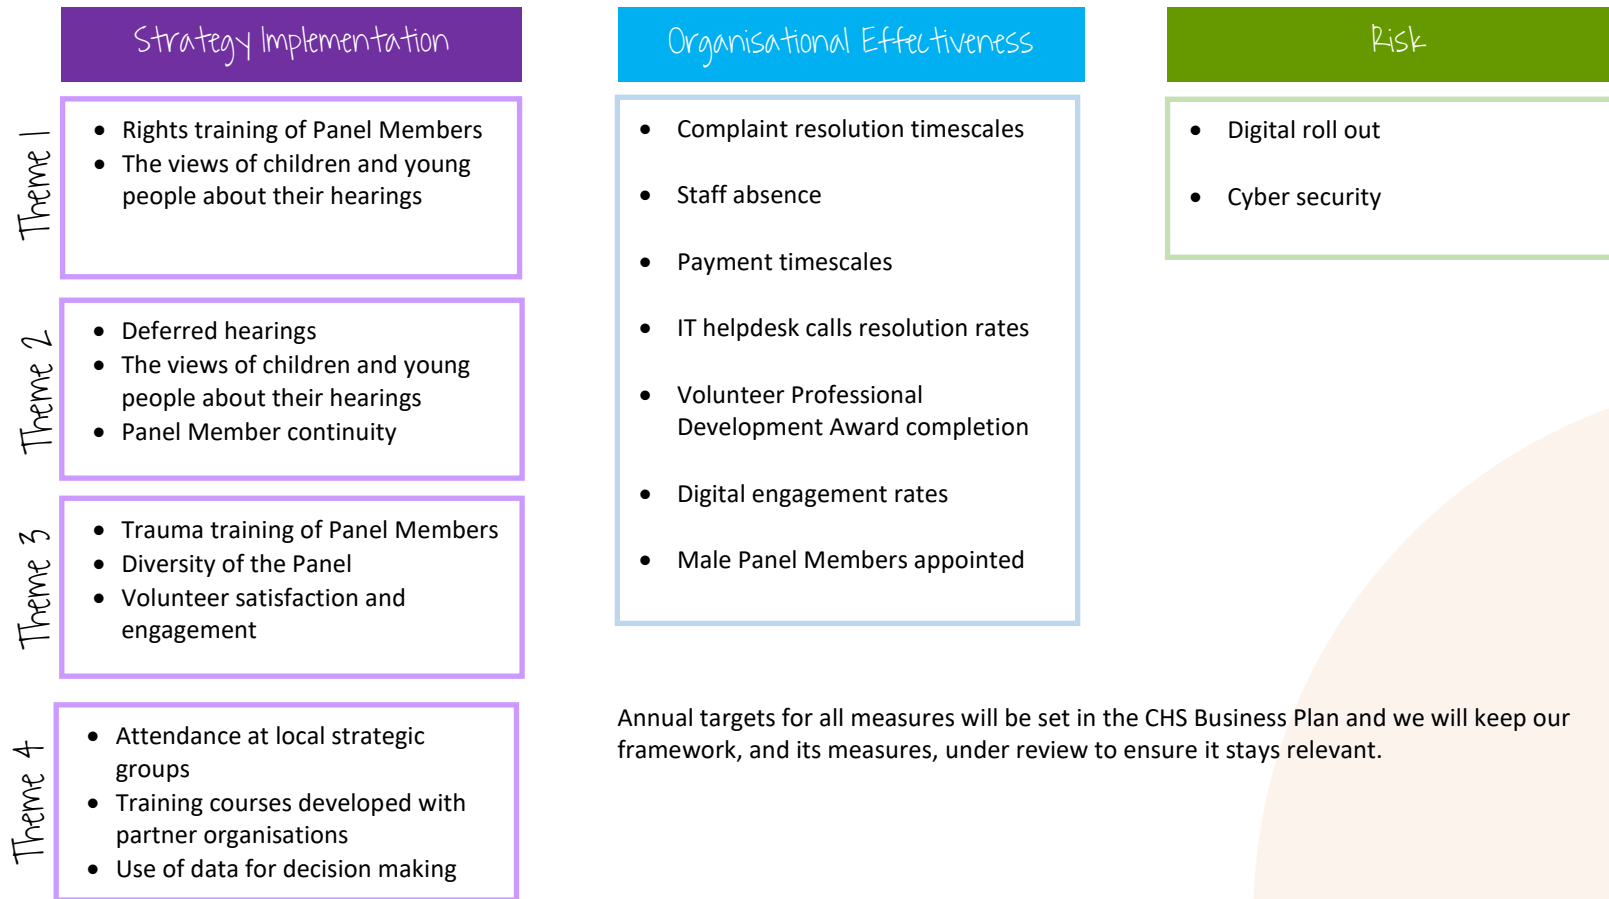 Strategy Implementation
Theme 1
• Rights training of Panel Members
• The views of children and young
people about their hearings
Theme 2
• Deferred hearings
• The views of children and young
people about their hearings
• Panel Member continuity
Theme 3
• Trauma training of Panel Members
• Diversity of the Panel
• Volunteer satisfaction and
engagement
Theme 4
• Attendance at local strategic
groups
• Training courses developed with
partner organisations
• Use of data for decision making
Organisational Effectiveness
• Complaint resolution timescales
• Staff absence
• Payment timescales
• IT helpdesk calls resolution rates
• Volunteer Professional
Development Award completion
• Digital engagement rates
• Male Panel Members appointed
Risk
• Digital roll out
• Cyber security
Annual targets for all measures will be set in the CHS Business Plan and we will keep our
framework, and its measures, under review to ensure it stays relevant.